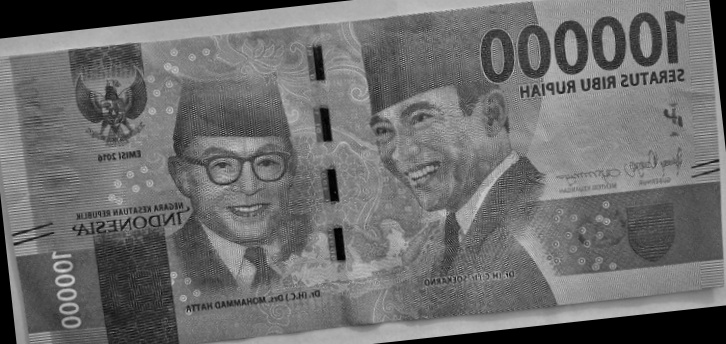 100000
SERATUS RIBU RUPIAH
EMISI 2016
NEGARA KESATUAN REPUBLIK
INDONESIA
Dr. (H.C.) Ir. SOEKARNO
Dr. (H.C.) Drs. MOHAMMAD HATTA
100000